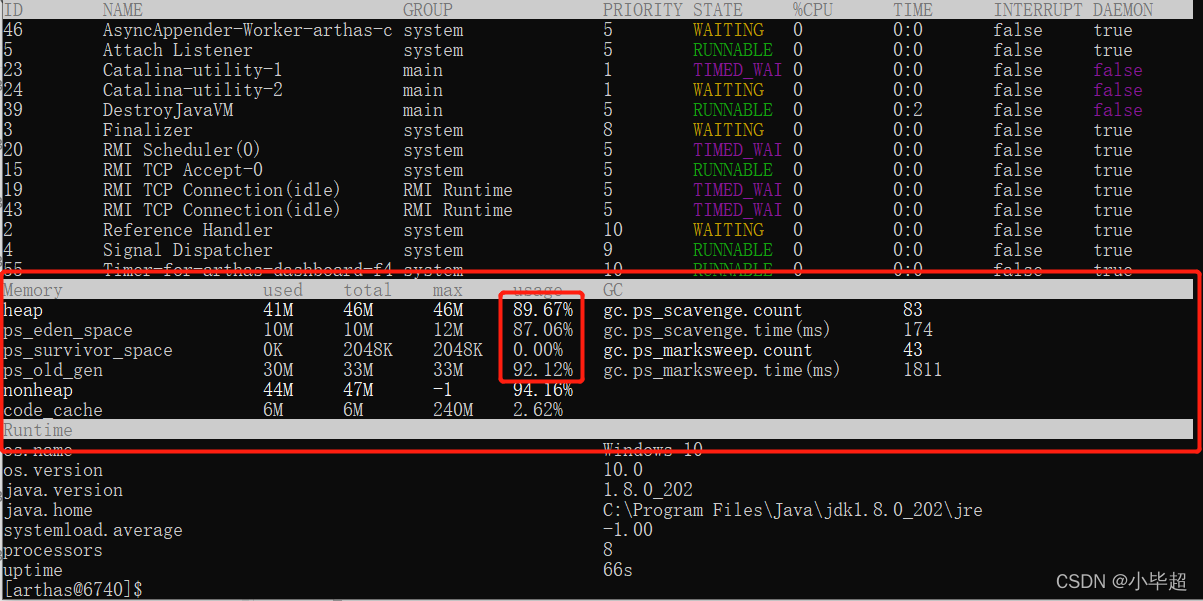 ID NAME GROUP PRIORITY STATE %CPU TIME INTERRUPT DAEMON
46 AsyncAppender-Worker-arthas-c system 5 WAITING 0 0:0 false true
5 Attach Listener system 5 RUNNABLE 0 0:0 false true
23 Catalina-utility-1 main 1 TIMED_WAI 0 0:0 false false
24 Catalina-utility-2 main 1 WAITING 0 0:0 false false
39 DestroyJavaVM main 5 RUNNABLE 0 0:2 false false
3 Finalizer system 8 WAITING 0 0:0 false true
20 RMI Scheduler(0) system 5 TIMED_WAI 0 0:0 false true
15 RMI TCP Accept-0 system 5 RUNNABLE 0 0:0 false true
19 RMI TCP Connection(idle) RMI Runtime 5 TIMED_WAI 0 0:0 false true
43 RMI TCP Connection(idle) RMI Runtime 5 TIMED_WAI 0 0:0 false true
2 Reference Handler system 10 WAITING 0 0:0 false true
4 Signal Dispatcher system 9 RUNNABLE 0 0:0 false true
55 Timer-for-arthas-dashboard-f4 system 10 RUNNABLE 0 0:0 false true
Memory used total max usage GC
heap 41M 46M 46M 89.67% gc.ps_scavenge.count 83
ps_eden_space 10M 10M 12M 87.06% gc.ps_scavenge.time(ms) 174
ps_survivor_space 0K 2048K 2048K 0.00% gc.ps_marksweep.count 43
ps_old_gen 30M 33M 33M 92.12% gc.ps_marksweep.time(ms) 1811
nonheap 44M 47M -1 94.16%
code_cache 6M 6M 240M 2.62%
Runtime
os.name Windows 10
os.version 10.0
java.version 1.8.0_202
java.home C:\Program Files\Java\jdk1.8.0_202\jre
systemload.average -1.00
processors 8
uptime 66s
[arthas@6740]$
CSDN @小毕超